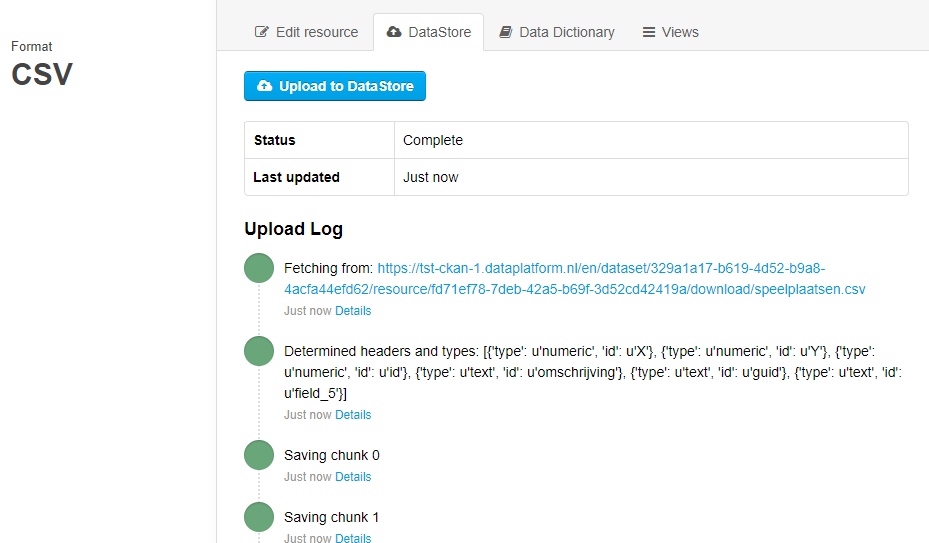 Format
CSV
Edit resource
DataStore
Data Dictionary
Views
Upload to DataStore
Status
Complete
Last updated
Just now
Upload Log
Fetching from: https://tst-ckan-1.dataplatform.nl/en/dataset/329a1a17-b619-4d52-b9a8-
4acfa44efd62/resource/fd71ef78-7deb-42a5-b69f-3d52cd42419a/download/speelplaatsen.csv
Just now Details
Determined headers and types: [{'type': u'numeric', 'id': u'X'}, {'type': u'numeric', 'id': u'Y'}, {'type':
u'numeric', 'id': u'id'}, {'type': u'text', 'id': u'omschrijving'}, {'type': u'text', 'id': u'guid'}, {'type': u'text', 'id':
u'field_5'}]
Just now Details
Saving chunk 0
Just now Details
Saving chunk 1
Just now Details